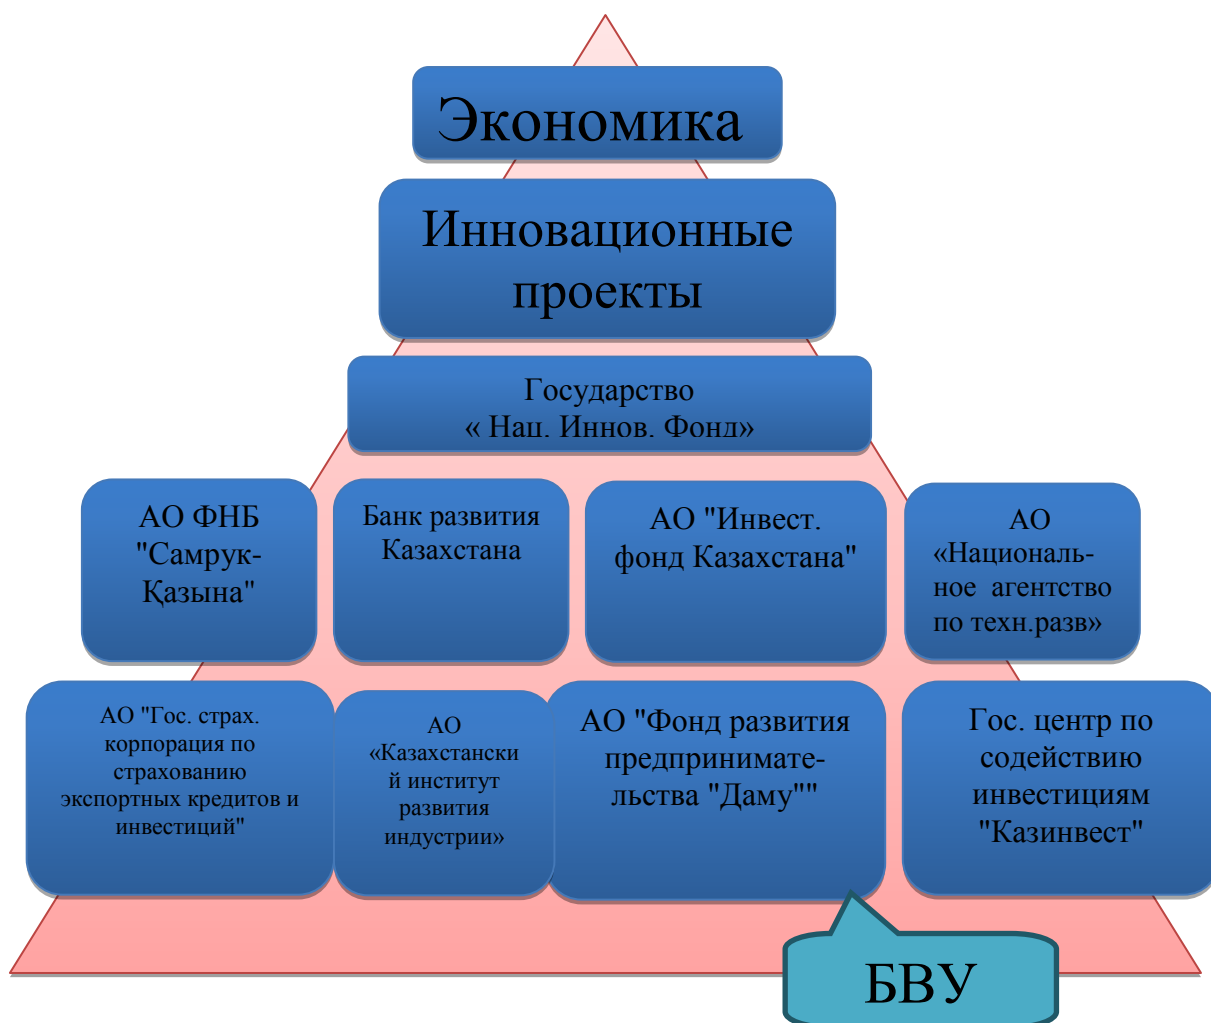 Экономика
Инновационные
проекты
Государство
« Нац. Иннов. Фонд»
АО ФНБ
"Самрук-
Қазына"
Банк развития
Казахстана
АО "Инвест.
фонд Казахстана"
АО
«Националь-
ное агентство
по техн.разв»
АО "Гос. страх.
корпорация по
страхованию
экспортных кредитов и
инвестиций"
АО
«Казахстански
й институт
развития
индустрии»
АО "Фонд развития
предпринимате-
льства "Даму""
Гос. центр по
содействию
инвестициям
"Казинвест"
БВУ